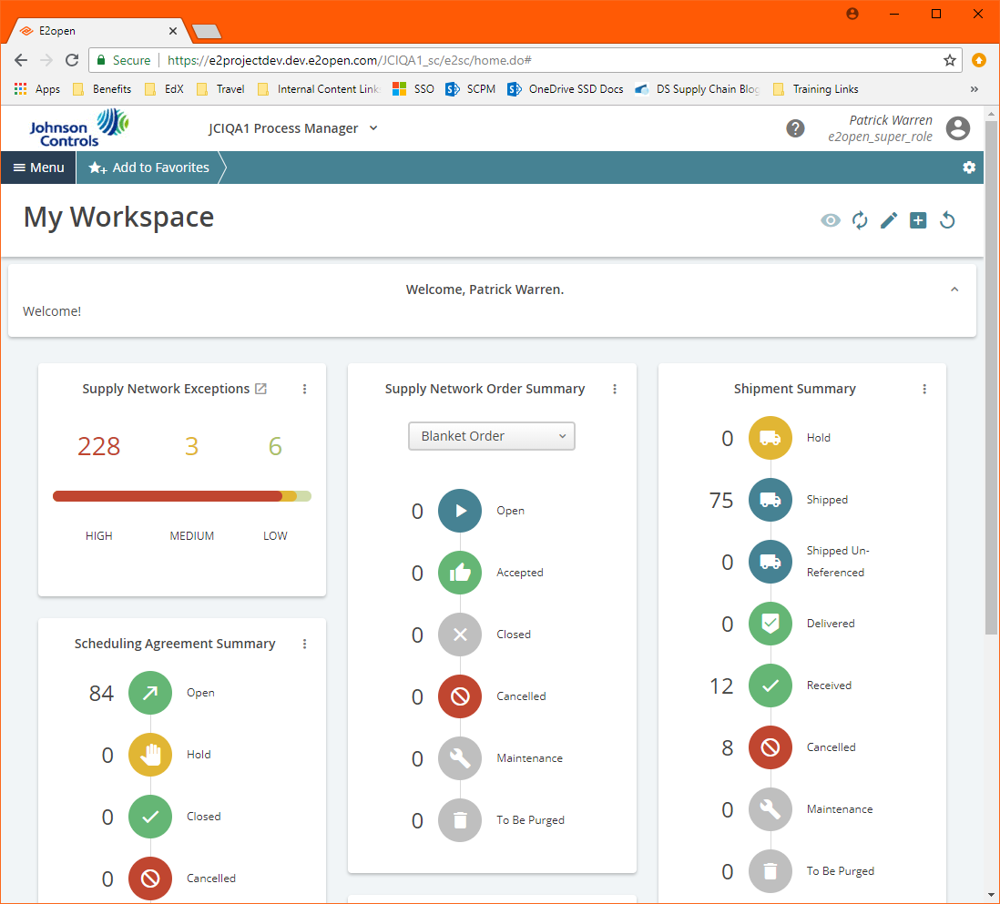 E2open
Secure
https://e2projectdev.dev.e2open.com/JCIQA1_sc/e2sc/home.do#
Apps
Benefits
EdX
Travel
Internal Content Link
SSO
SCPM
OneDrive SSD Docs
DS Supply Chain Blog
Training Links
»
Johnson
Controls
JCIQA1 Process Manager
Patrick Warren
e2open_super_role
Menu
Add to Favorites
My Workspace
Welcome, Patrick Warren.
Welcome!
Supply Network Exceptions
228 3 6
HIGH MEDIUM LOW
Scheduling Agreement Summary
84 Open
0 Hold
0 Closed
0 Cancelled
Supply Network Order Summary
Blanket Order
0 Open
0 Accepted
0 Closed
0 Cancelled
0 Maintenance
0 To Be Purged
Shipment Summary
0 Hold
75 Shipped
0 Shipped Un-
Referenced
0 Delivered
12 Received
8 Cancelled
0 Maintenance
0 To Be Purged